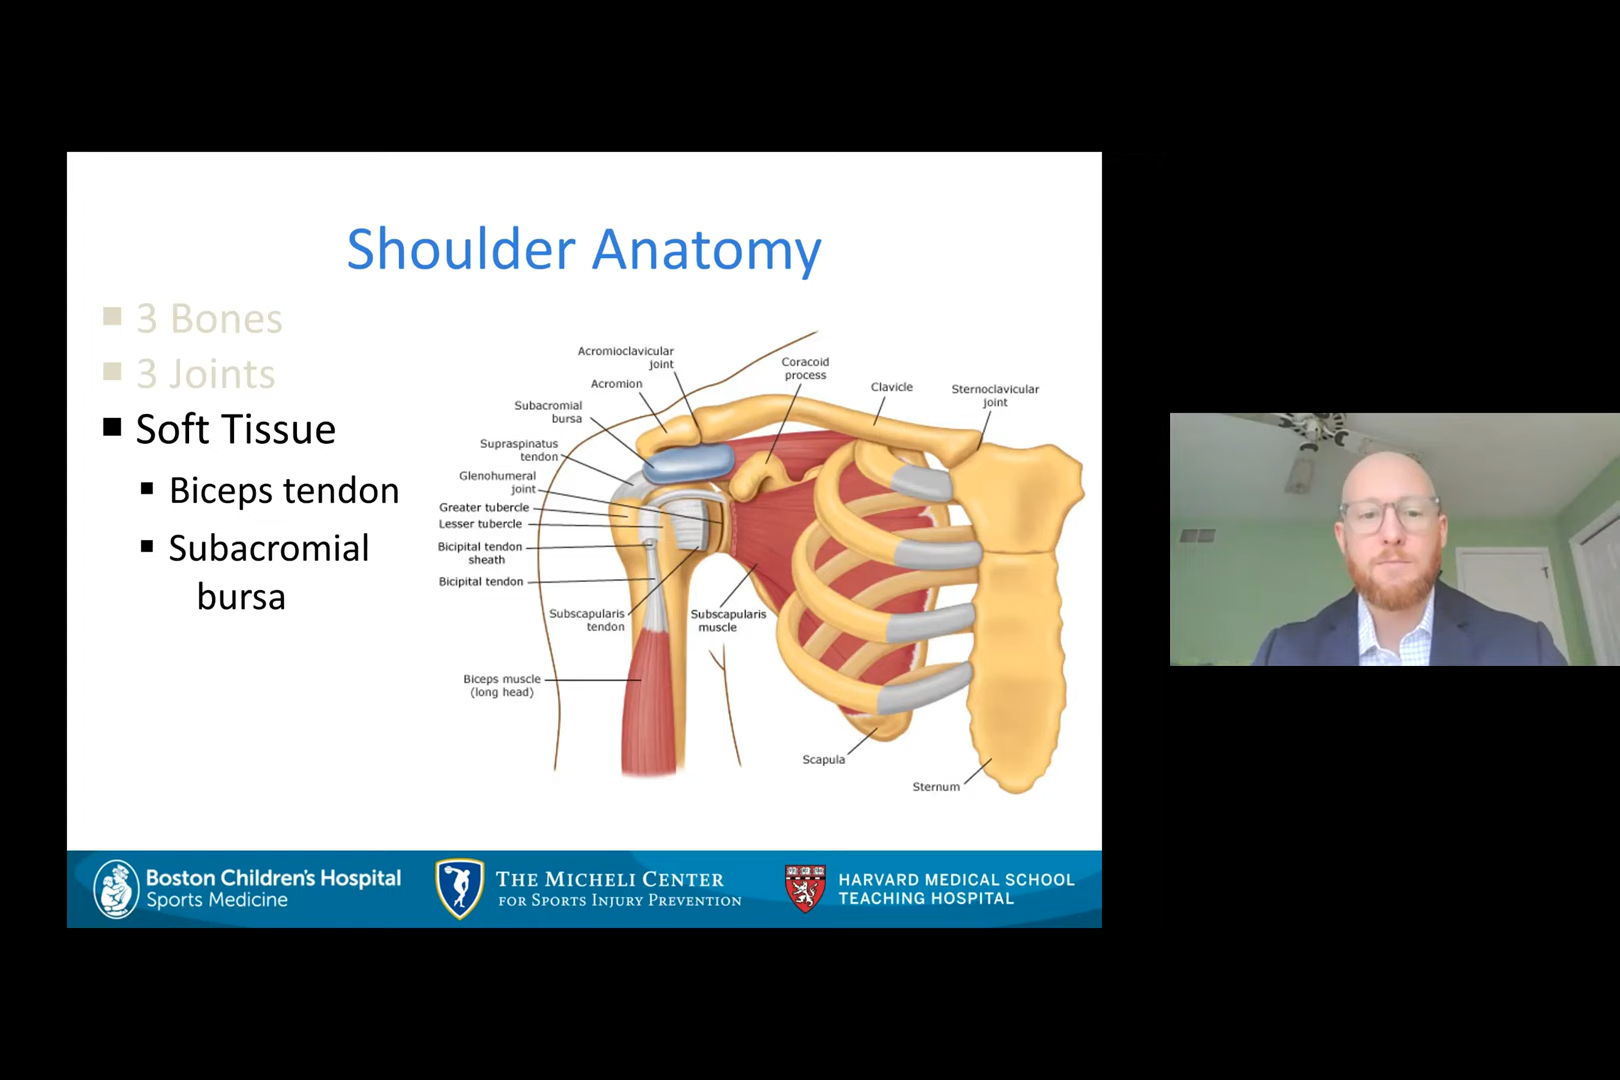 Shoulder Anatomy
■ 3 Bones
■ 3 Joints
■ Soft Tissue
▪ Biceps tendon
▪ Subacromial
bursa
Acromioclavicular
joint
Acromion
Subacromial
bursa
Supraspinatus
tendon
Glenohumeral
joint
Greater tubercle
Lesser tubercle
Bicipital tendon
sheath
Bicipital tendon
Subscapularis
tendon
Biceps muscle
(long head)
Coracoid
process
Clavicle
Sternoclavicular
joint
Subscapularis
muscle
Scapula
Sternum
Boston Children's Hospital
Sports Medicine
THE MICHELI CENTER
FOR SPORTS INJURY PREVENTION
HARVARD MEDICAL SCHOOL
TEACHING HOSPITAL